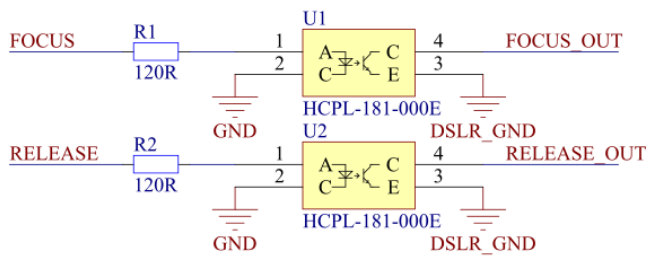 U1
FOCUS R1 1 A C 4 FOCUS_OUT
120R 2 C E 3
HCPL-181-000E
GND DSLR_GND
U2
RELEASE R2 1 A C 4 RELEASE_OUT
120R 2 C E 3
HCPL-181-000E
GND DSLR_GND